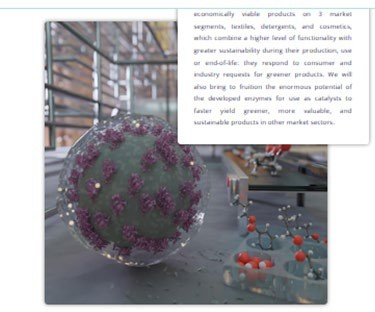 economically viable products on 3 market
segments, textiles, detergents, and cosmetics,
which combine a higher level of functionality with
greater sustainability during their production, use
or end-of-life: they respond to consumer and
industry requests for greener products. We will
also bring to fruition the enormous potential of
the developed enzymes for use as catalysts to
faster yield greener, more valuable, and
sustainable products in other market sectors.